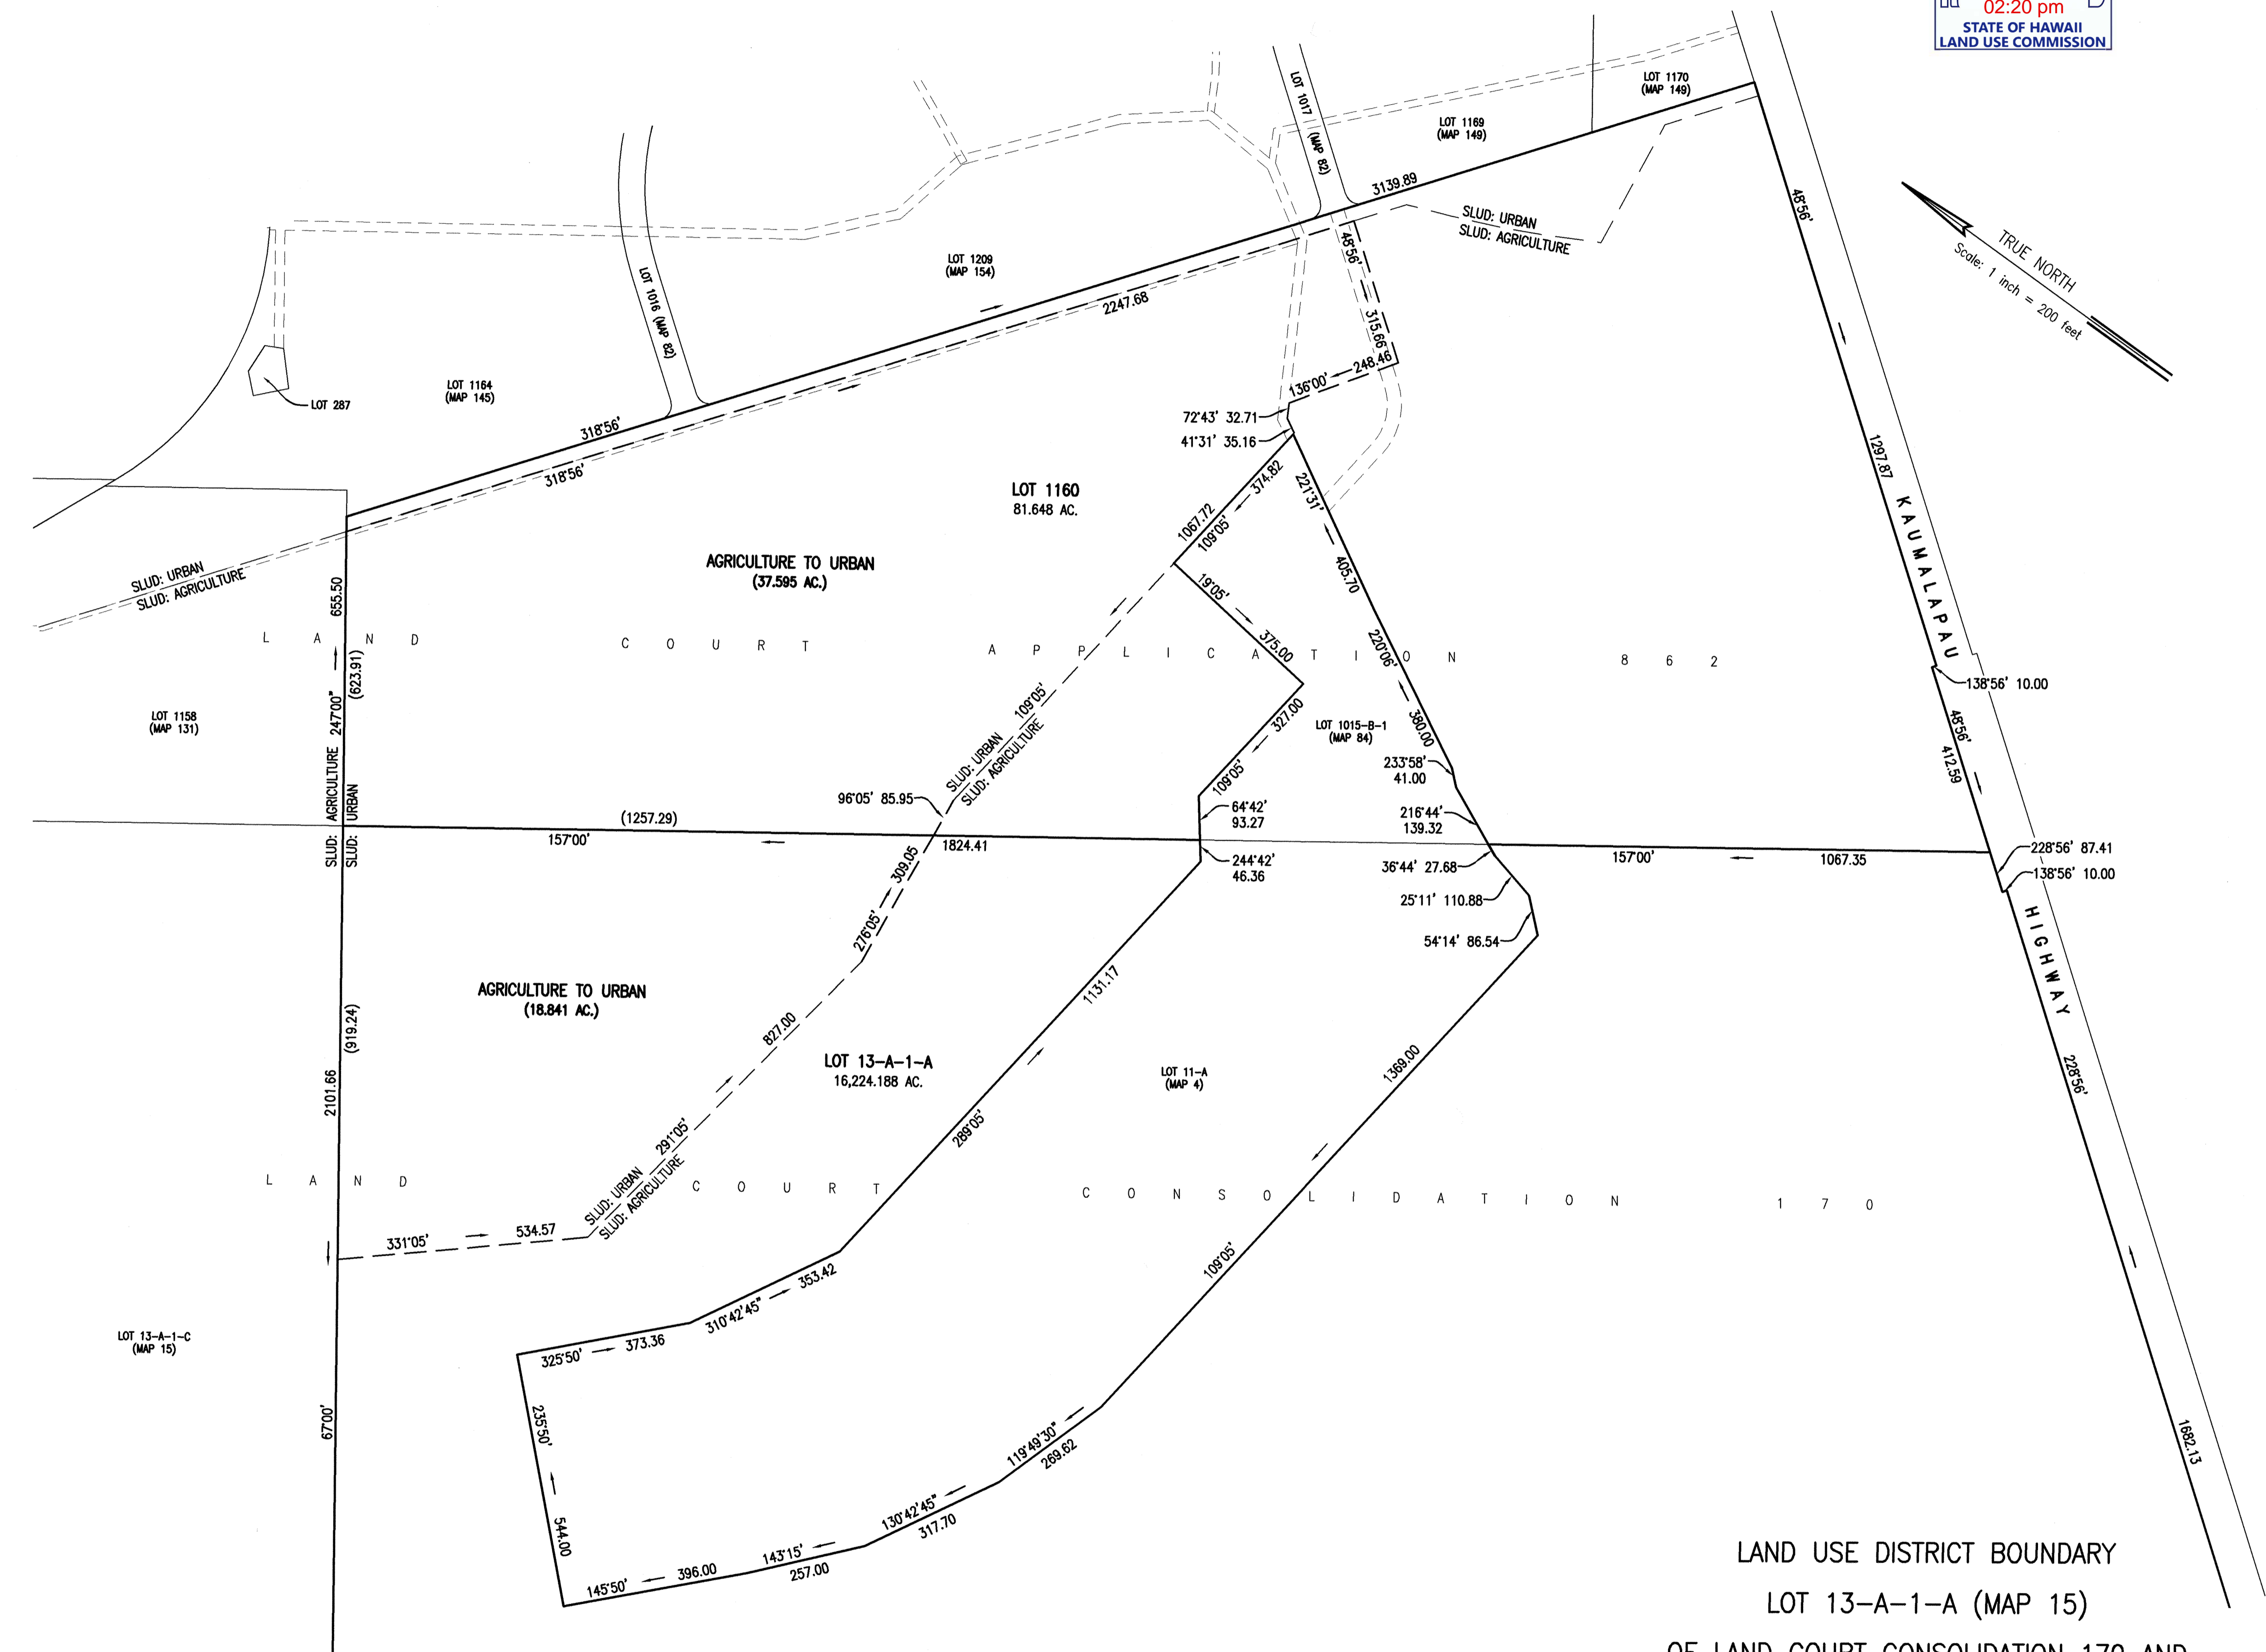 02:20 pm
STATE OF HAWAII
LAND USE COMMISSION
LOT 1170
(MAP 149)
LOT 1017 (MAP 82)
LOT 1169
(MAP 149)
3139.89
48°56'
SLUD: URBAN
SLUD: AGRICULTURE
TRUE NORTH
Scale: 1 inch = 200 feet
LOT 1209
(MAP 154)
LOT 1016 (MAP 82)
2247.68
48°56'
315.66
248.46
136°00'
LOT 1164
(MAP 145)
LOT 287
318°56'
318°56'
72°43' 32.71
41°31' 35.16
374.82
221°31'
1297.87
LOT 1160
81.648 AC.
1067.72
109°05'
KAUMALAPAU
SLUD: URBAN
SLUD: AGRICULTURE
655.50
AGRICULTURE TO URBAN
(37.595 AC.)
19°05'
405.70
375.00
LAND COURT APPLICATION 862
(623.91)
220°06'
138°56' 10.00
247°00"
LOT 1158
(MAP 131)
109°05'
327.00
LOT 1015-B-1
(MAP 84)
380.00
48°56'
412.59
SLUD: URBAN
SLUD: AGRICULTURE
109°05'
233°58'
41.00
SLUD: AGRICULTURE
SLUD: URBAN
96°05' 85.95
64°42'
93.27
216°44'
139.32
(1257.29)
157°00'
1824.41
309.05
244°42'
46.36
36°44' 27.68
157°00'
1067.35
228°56' 87.41
138°56' 10.00
25°11' 110.88
276°05'
54°14' 86.54
HIGHWAY
AGRICULTURE TO URBAN
(18.841 AC.)
(919.24)
827.00
1131.17
LOT 13-A-1-A
16,224.188 AC.
LOT 11-A
(MAP 4)
1369.00
228°56'
2101.66
291°05'
289°05'
SLUD: URBAN
SLUD: AGRICULTURE
LAND COURT CONSOLIDATION 170
331°05'
534.57
109°05'
353.42
310°42'45"
LOT 13-A-1-C
(MAP 15)
325°50'
373.36
67°00'
235°50'
119°49'30"
269.62
1682.13
544.00
130°42'45"
317.70
143°15'
257.00
145°50'
396.00
LAND USE DISTRICT BOUNDARY
LOT 13-A-1-A (MAP 15)
OF LAND COURT CONSOLIDATION 170 AND